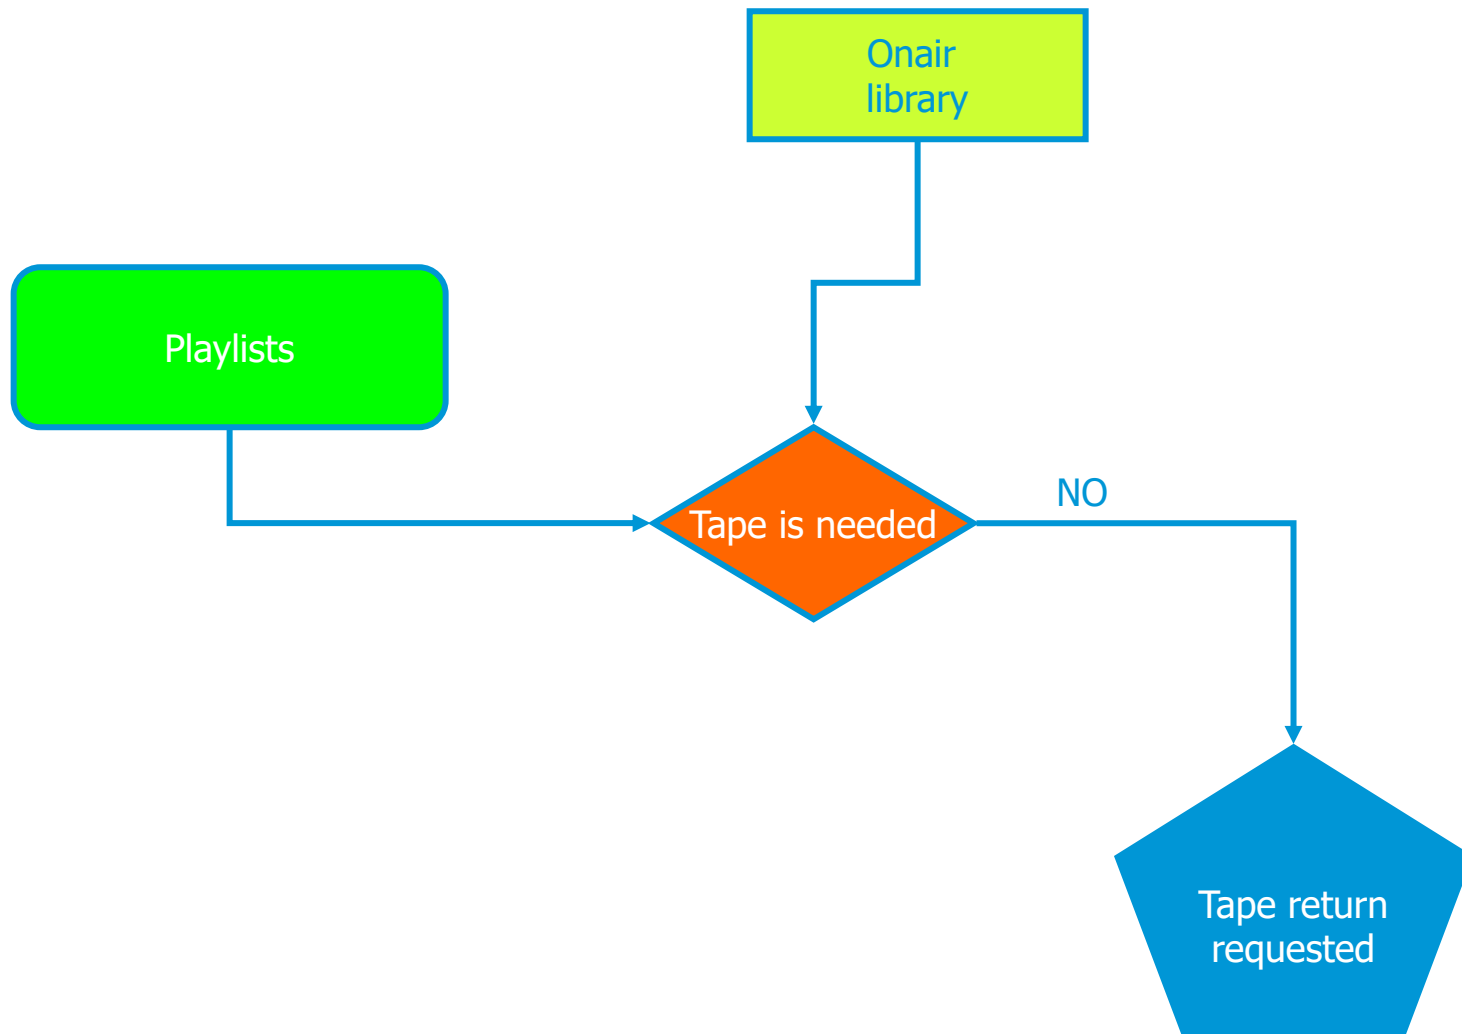 Onair
library
Playlists
NO
Tape is needed
Tape return
requested